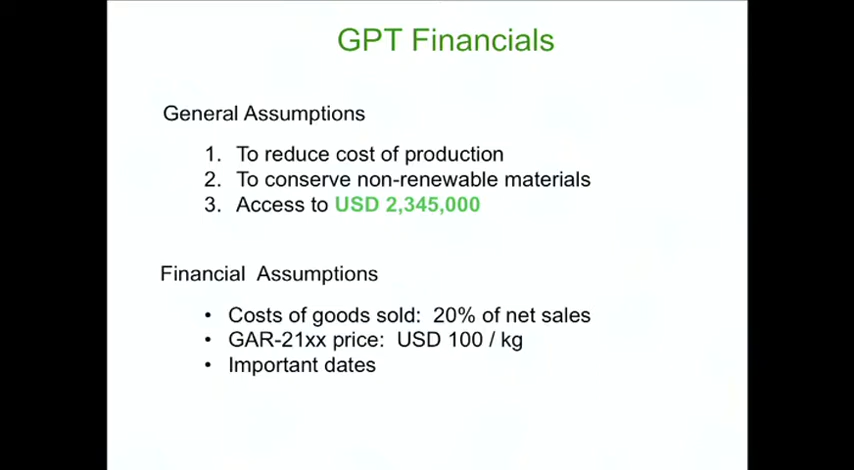 GPT Financials
General Assumptions
1. To reduce cost of production
2. To conserve non-renewable materials
3. Access to USD 2,345,000
Financial Assumptions
• Costs of goods sold: 20% of net sales
• GAR-21xx price: USD 100 / kg
• Important dates